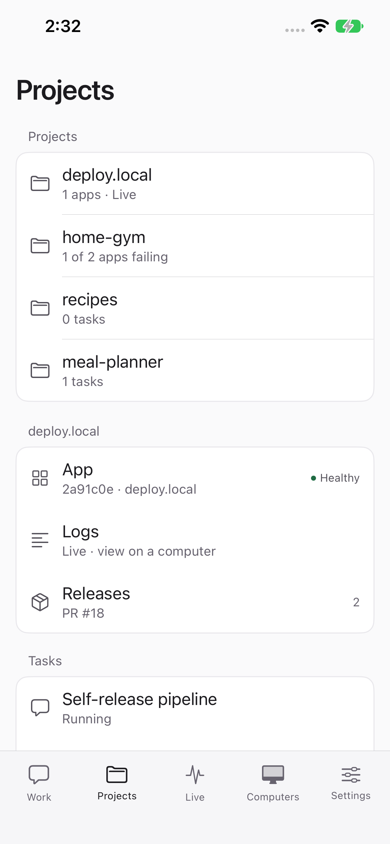 2:32
Projects
Projects
deploy.local
1 apps · Live
home-gym
1 of 2 apps failing
recipes
0 tasks
meal-planner
1 tasks
deploy.local
App
2a91c0e · deploy.local
Healthy
Logs
Live · view on a computer
Releases
PR #18
2
Tasks
Self-release pipeline
Running
Work
Projects
Live
Computers
Settings